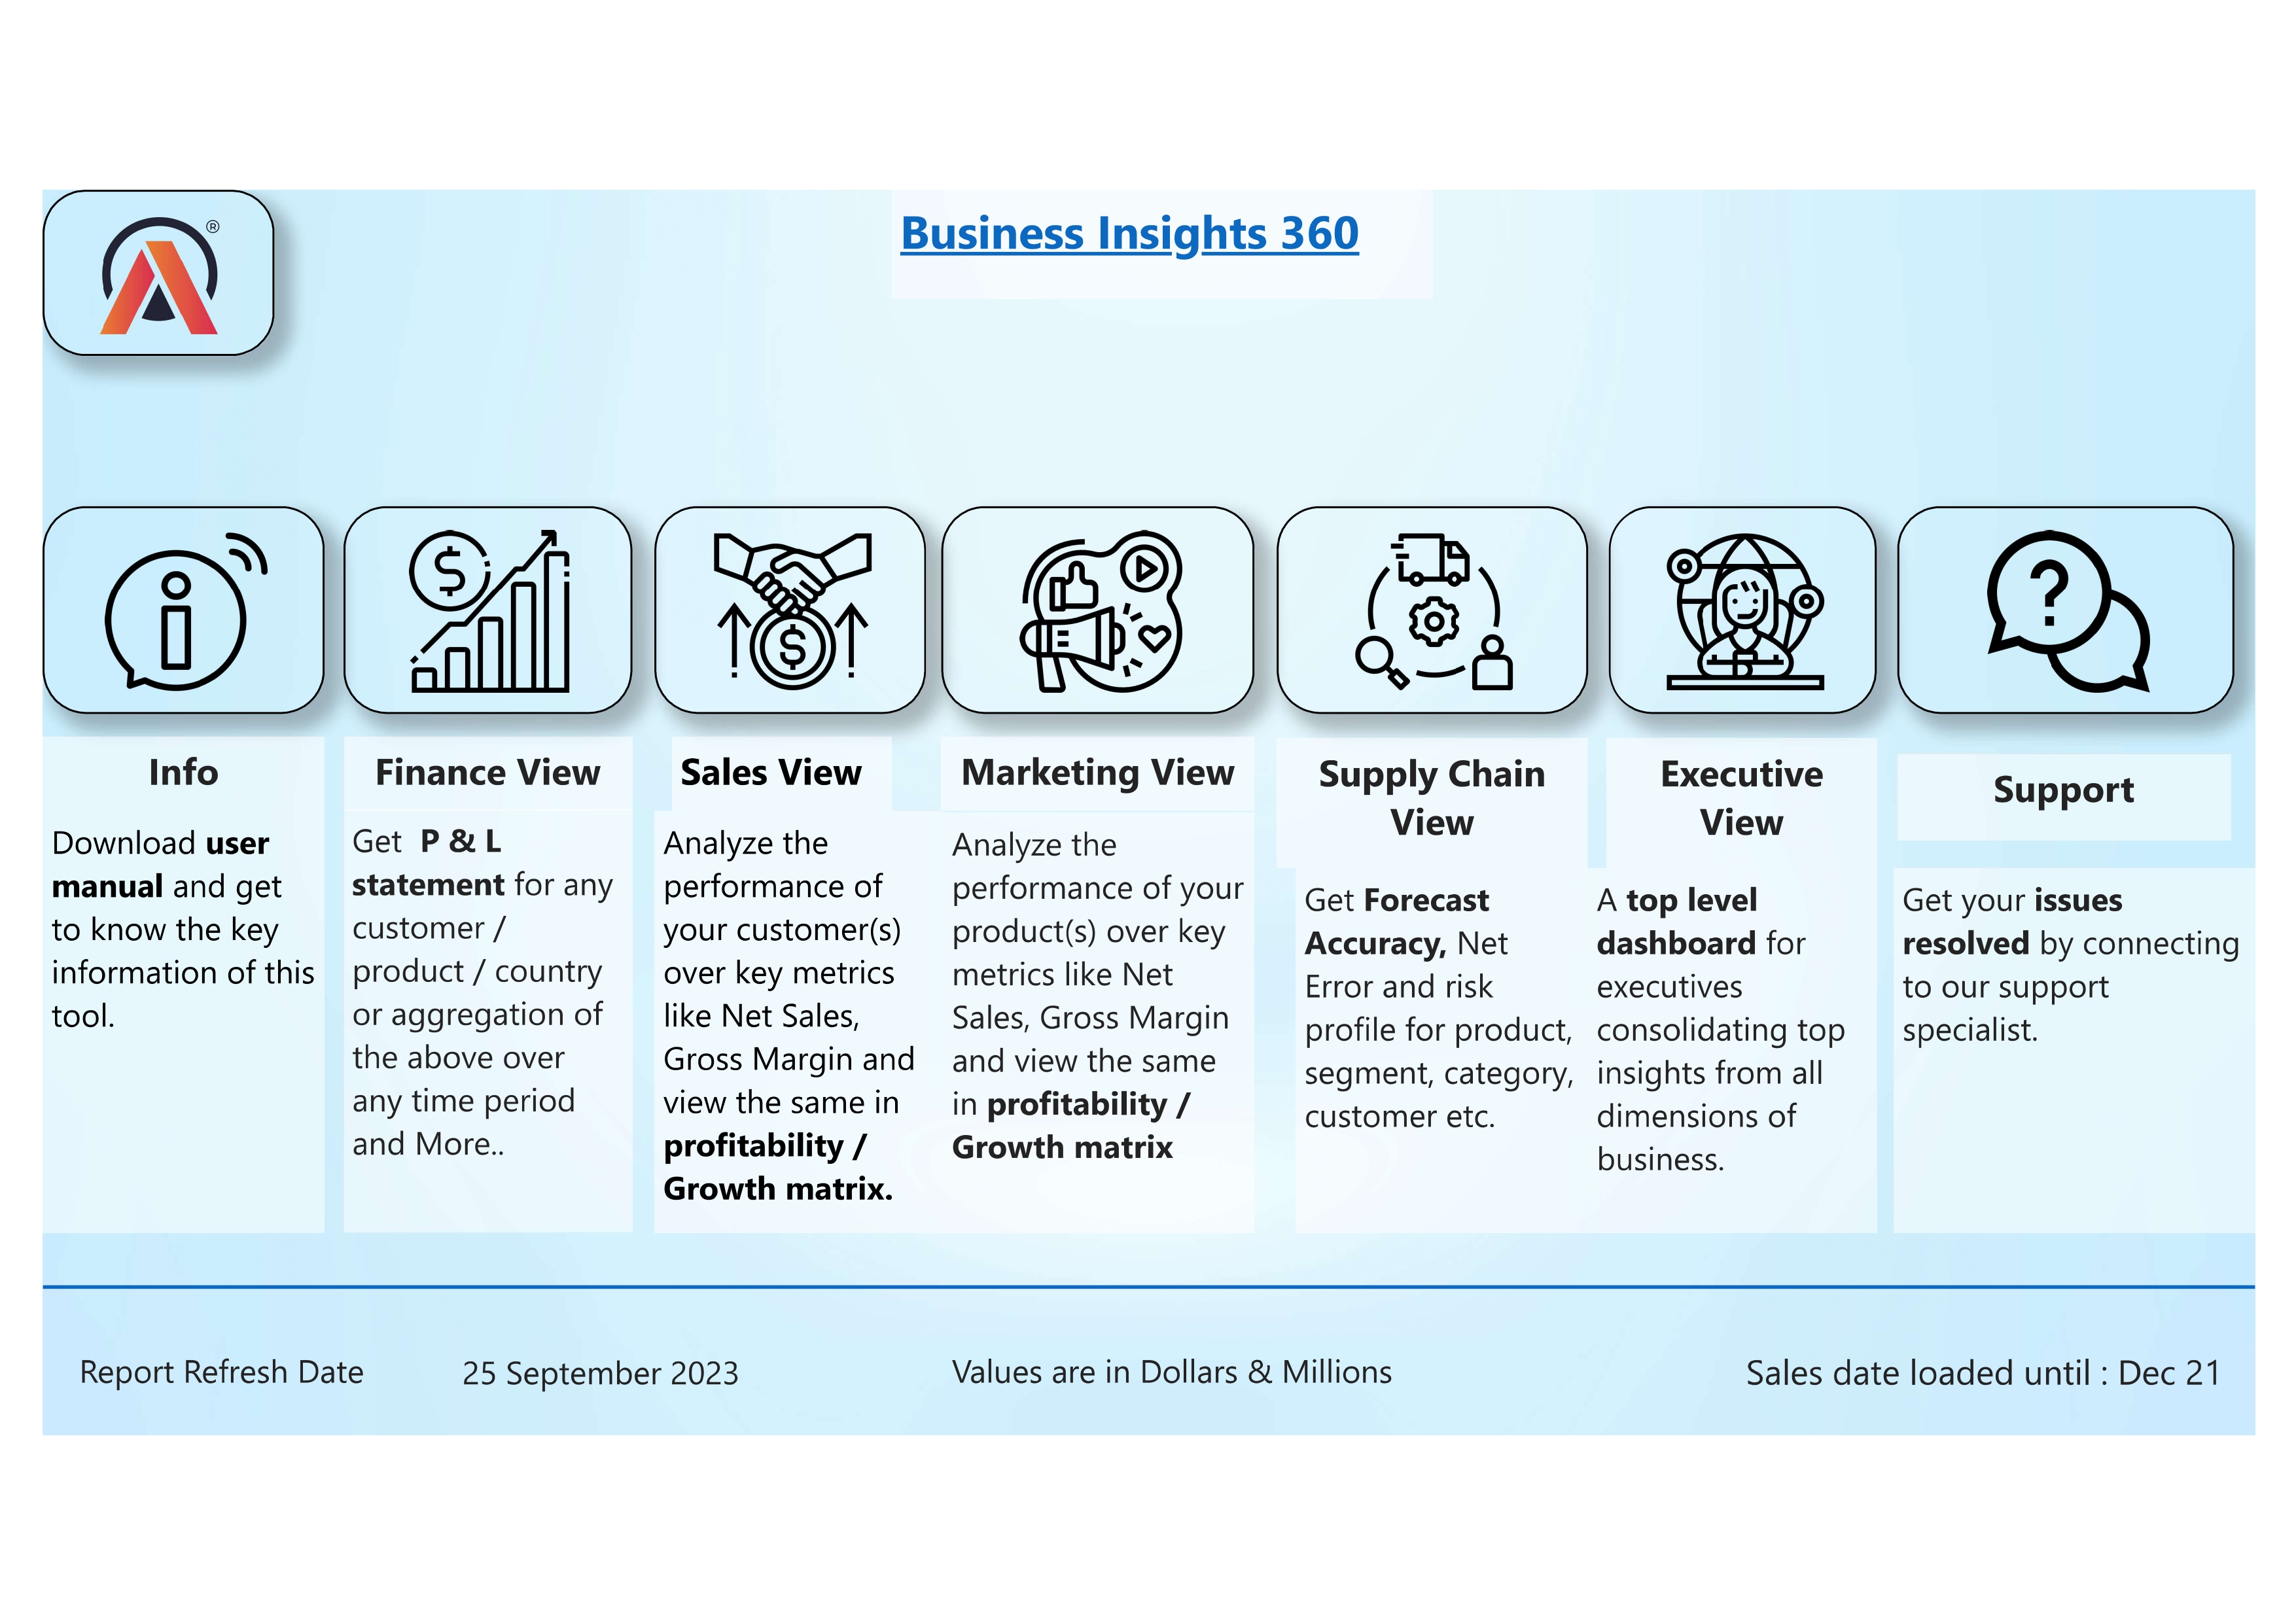 ®
Business Insights 360
Info
Download user
manual and get
to know the key
information of this
tool.
Finance View
Get P & L
statement for any
customer /
product / country
or aggregation of
the above over
any time period
and More..
Sales View
Analyze the
performance of
your customer(s)
over key metrics
like Net Sales,
Gross Margin and
view the same in
profitability /
Growth matrix.
Marketing View
Analyze the
performance of your
product(s) over key
metrics like Net
Sales, Gross Margin
and view the same
in profitability /
Growth matrix
Supply Chain
View
Get Forecast
Accuracy, Net
Error and risk
profile for product,
segment, category,
customer etc.
Executive
View
A top level
dashboard for
executives
consolidating top
insights from all
dimensions of
business.
Support
Get your issues
resolved by connecting
to our support
specialist.
Report Refresh Date
25 September 2023
Values are in Dollars & Millions
Sales date loaded until : Dec 21